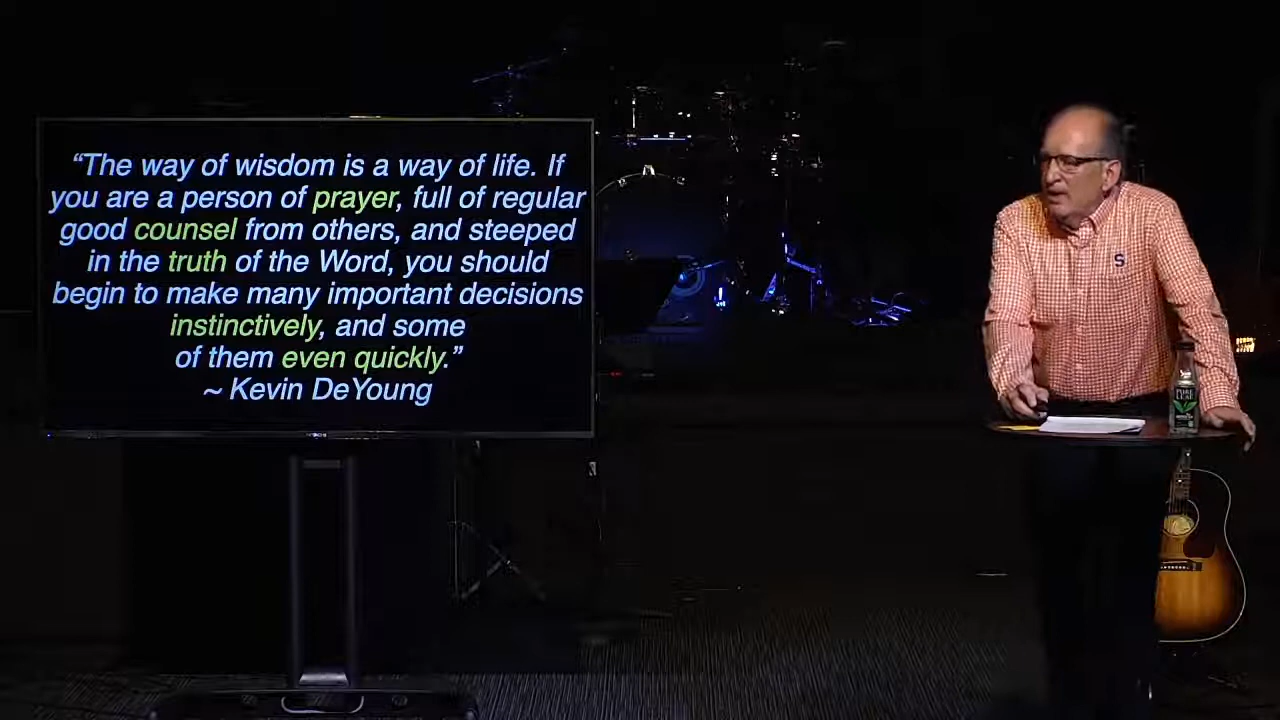 “The way of wisdom is a way of life. If
you are a person of prayer, full of regular
good counsel from others, and steeped
in the truth of the Word, you should
begin to make many important decisions
instinctively, and some
of them even quickly.”
~ Kevin DeYoung
S
PURE
LEAF